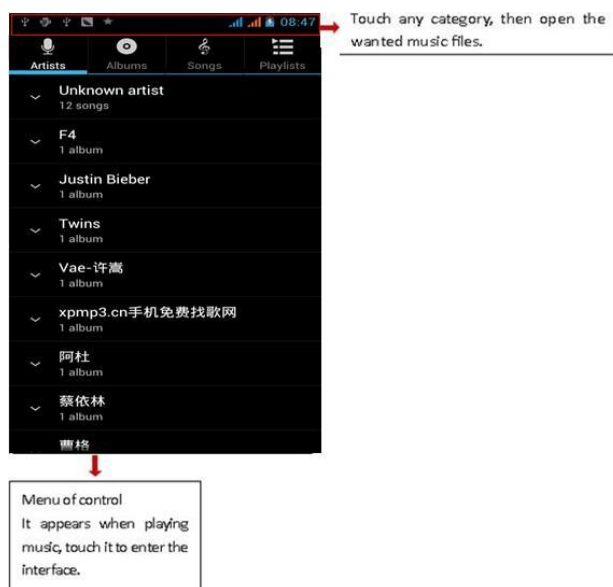 08:47
Touch any category, then open the
wanted music files.
Artists Albums Songs Playlists
Unknown artist
12 songs
F4
1 album
Justin Bieber
1 album
Twins
1 album
Vae-许嵩
1 album
xpmp3.cn手机免费找歌网
1 album
阿杜
1 album
蔡依林
1 album
曹格
Menu of control
It appears when playing
music, touch it to enter the
interface.